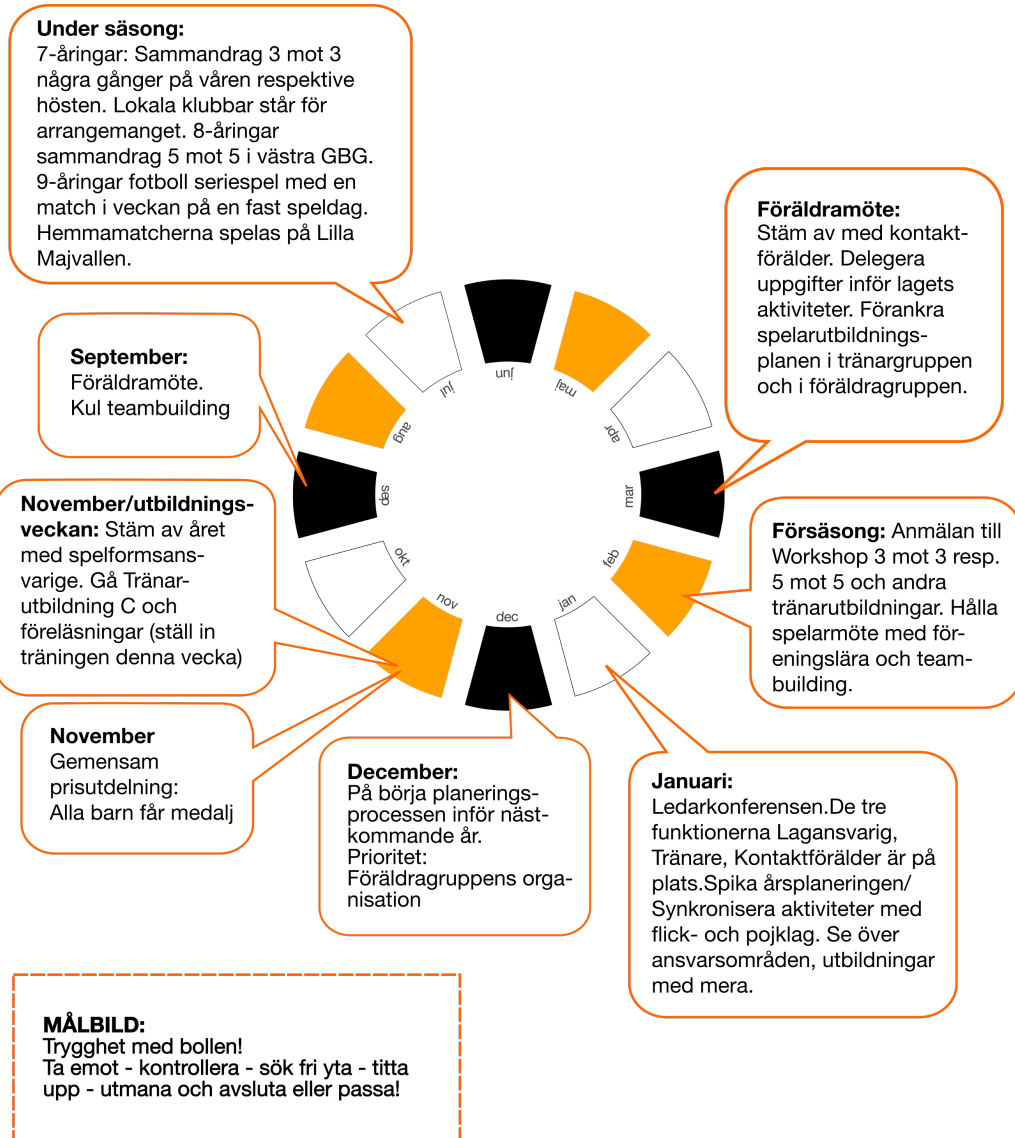 Under säsong:
7-åringar: Sammandrag 3 mot 3
några gånger på våren respektive
hösten. Lokala klubbar står för
arrangemanget. 8-åringar
sammandrag 5 mot 5 i västra GBG.
9-åringar fotboll seriespel med en
match i veckan på en fast speldag.
Hemmamatcherna spelas på Lilla
Majvallen.
Föräldramöte:
Stäm av med kontakt-
förälder. Delegera
uppgifter inför lagets
aktiviteter. Förankra
spelarutbildnings-
planen i tränargruppen
och i föräldragruppen.
September:
Föräldramöte.
Kul teambuilding
jun
maj
apr
mar
feb
jan
dec
nov
okt
sep
aug
jul
November/utbildnings-
veckan: Stäm av året
med spelformsans-
varige. Gå Tränar-
utbildning C och
föreläsningar (ställ in
träningen denna vecka)
Försäsong: Anmälan till
Workshop 3 mot 3 resp.
5 mot 5 och andra
tränarutbildningar. Hålla
spelarmöte med för-
eningslära och team-
building.
November
Gemensam
prisutdelning:
Alla barn får medalj
December:
På börja planerings-
processen inför näst-
kommande år.
Prioritet:
Föräldragruppens orga-
nisation
Januari:
Ledarkonferensen.De tre
funktionerna Lagansvarig,
Tränare, Kontaktförälder är på
plats.Spika årsplaneringen/
Synkronisera aktiviteter med
flick- och pojklag. Se över
ansvarsområden, utbildningar
med mera.
MÅLBILD:
Trygghet med bollen!
Ta emot - kontrollera - sök fri yta - titta
upp - utmana och avsluta eller passa!